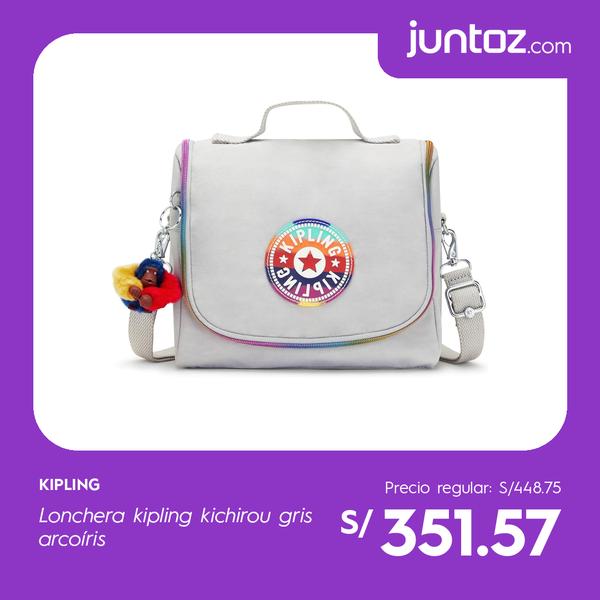 juntoz.com
KIPLING
KIPLING
KIPLING
Precio regular: S/448.75
Lonchera kipling kichirou gris
arcoíris
S/ 351.57